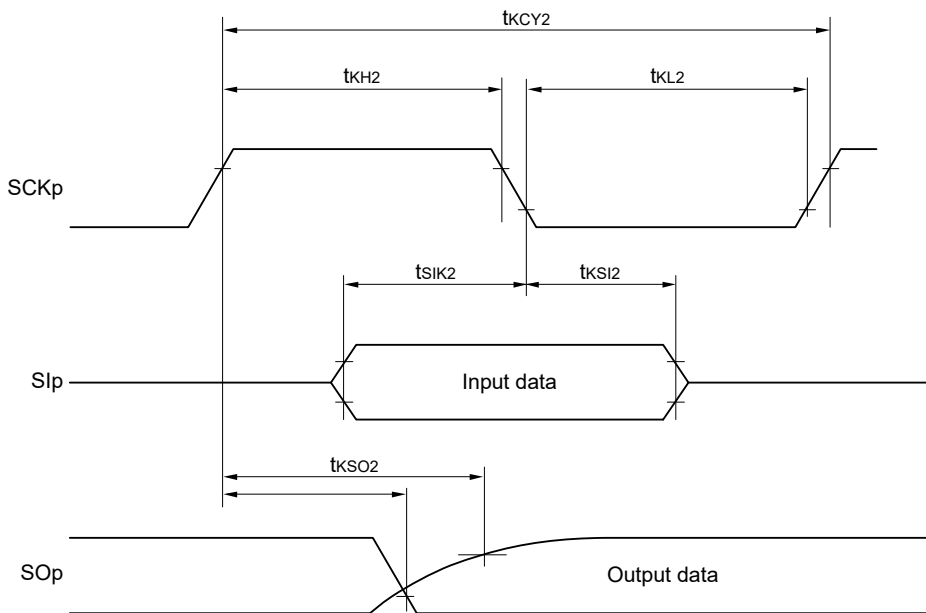 tKCY2
tKH2
tKL2
SCKp
tSIK2
tKSI2
SIp
Input data
tKSO2
SOp
Output data